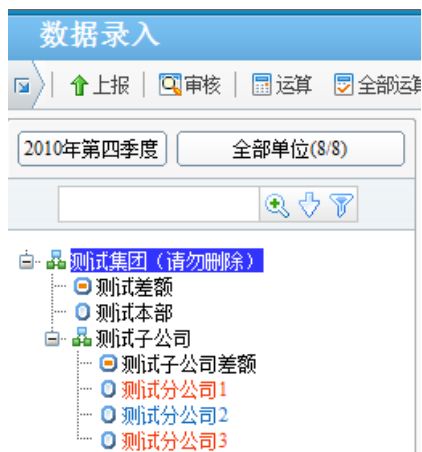 数据录入
上报 审核 运算 全部运算
2010年第四季度 全部单位(8/8)
测试集团（请勿删除）
测试差额
测试本部
测试子公司
测试子公司差额
测试分公司1
测试分公司2
测试分公司3